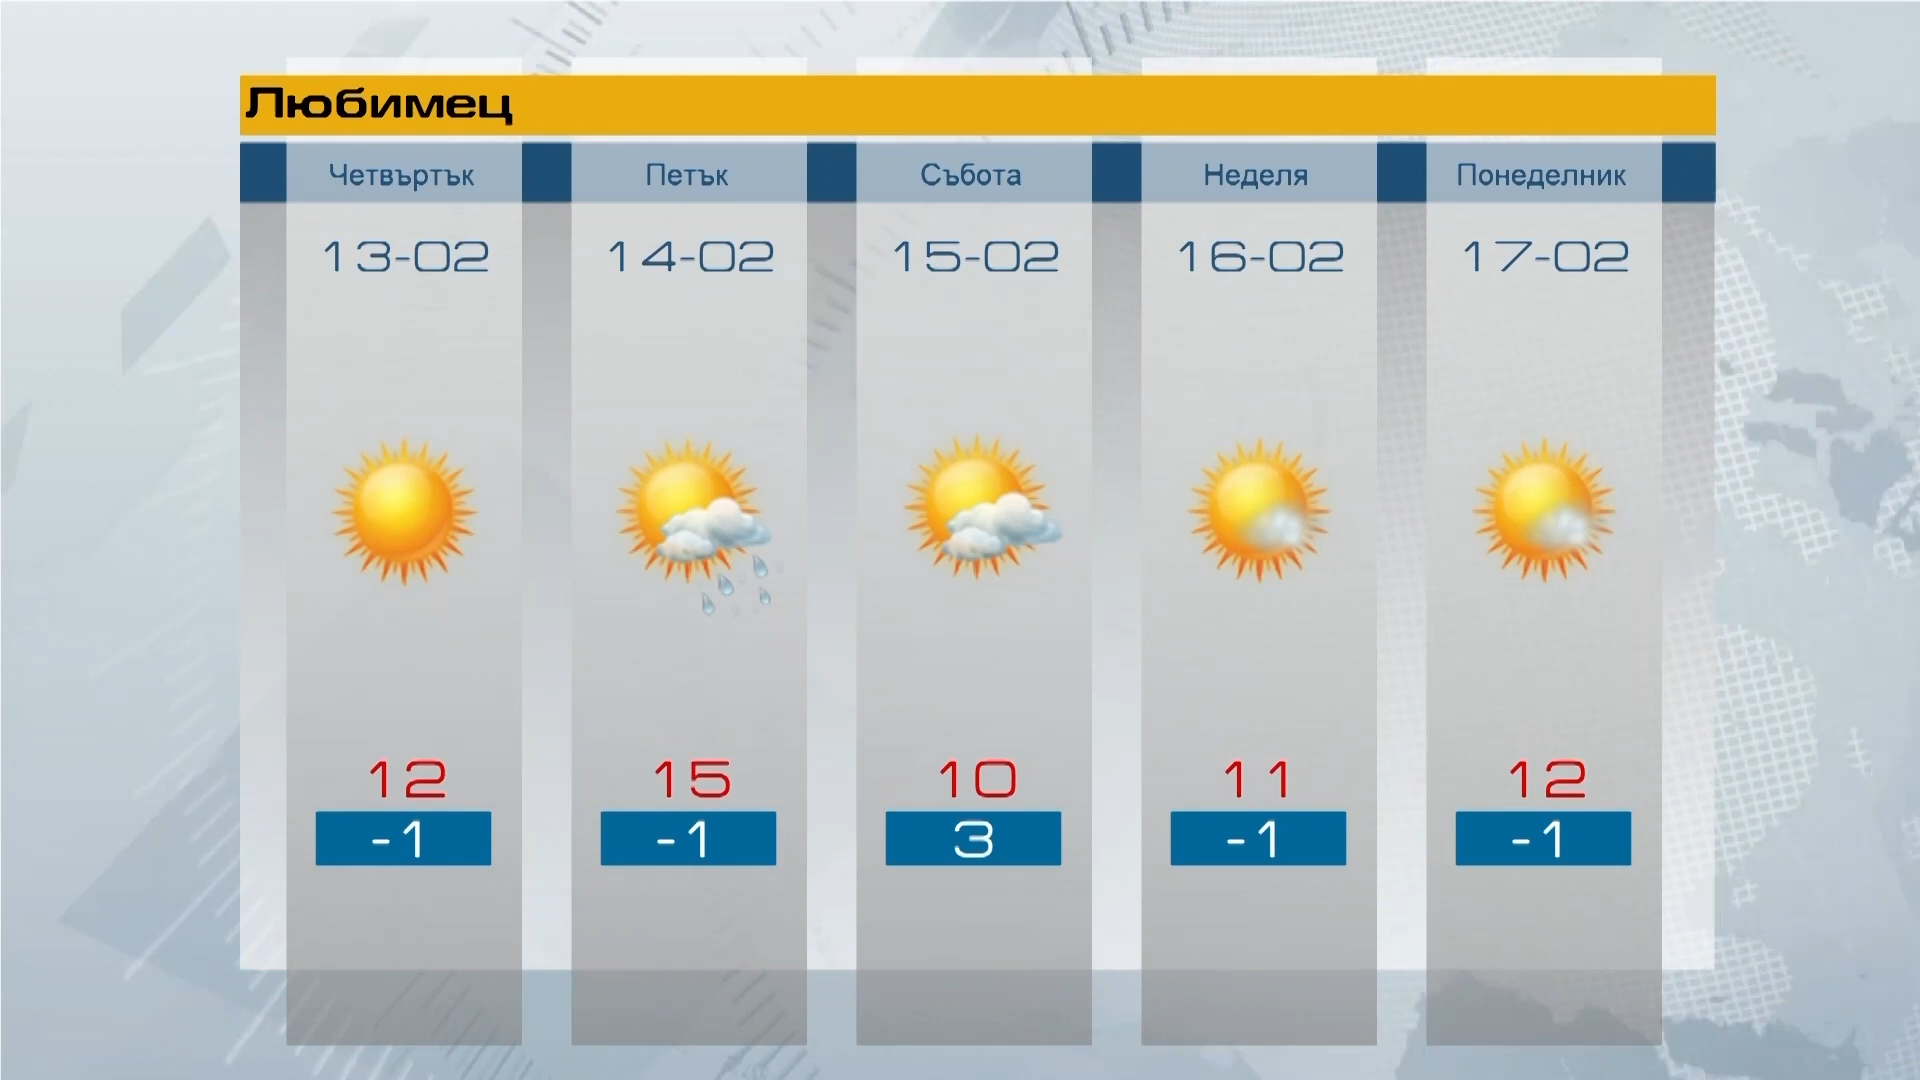 Любимец
Четвъртък Петък Събота Неделя Понеделник
13-02 14-02 15-02 16-02 17-02
12 15 10 11 12
-1 -1 3 -1 -1